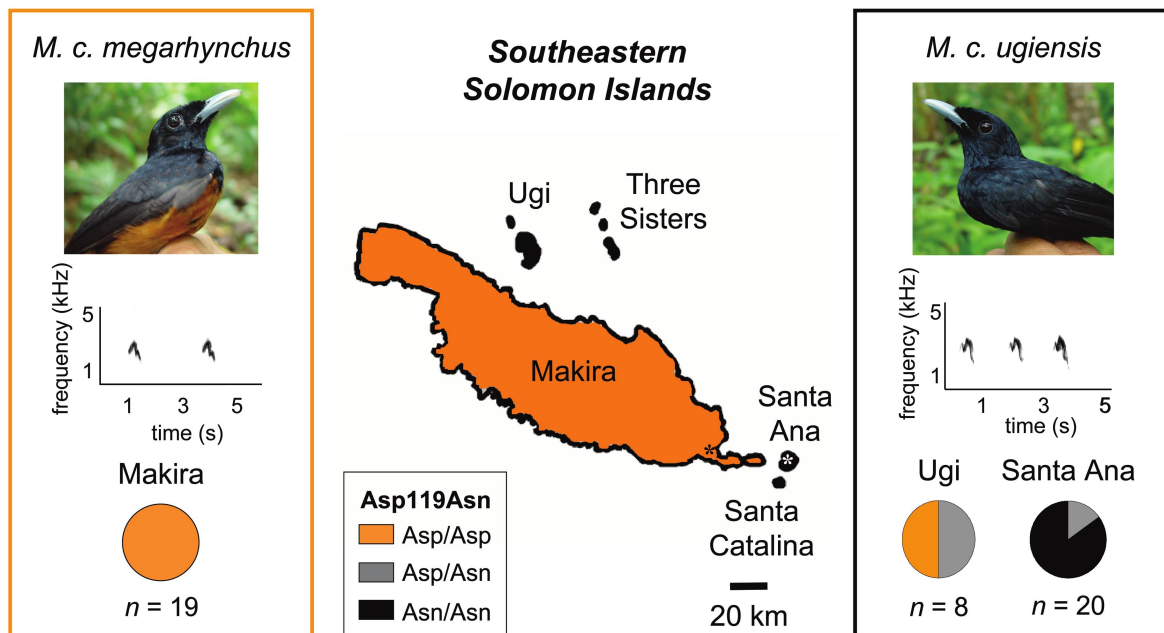 M. c. megarhynchus
frequency (kHz)
5
1
1 3 5
time (s)
Makira
n = 19
Southeastern
Solomon Islands
Ugi
Three
Sisters
Makira
Santa
Ana
*
*
Santa
Catalina
20 km
Asp119Asn
Asp/Asp
Asp/Asn
Asn/Asn
M. c. ugiensis
frequency (kHz)
5
1
1 3 5
time (s)
Ugi Santa Ana
n = 8 n = 20